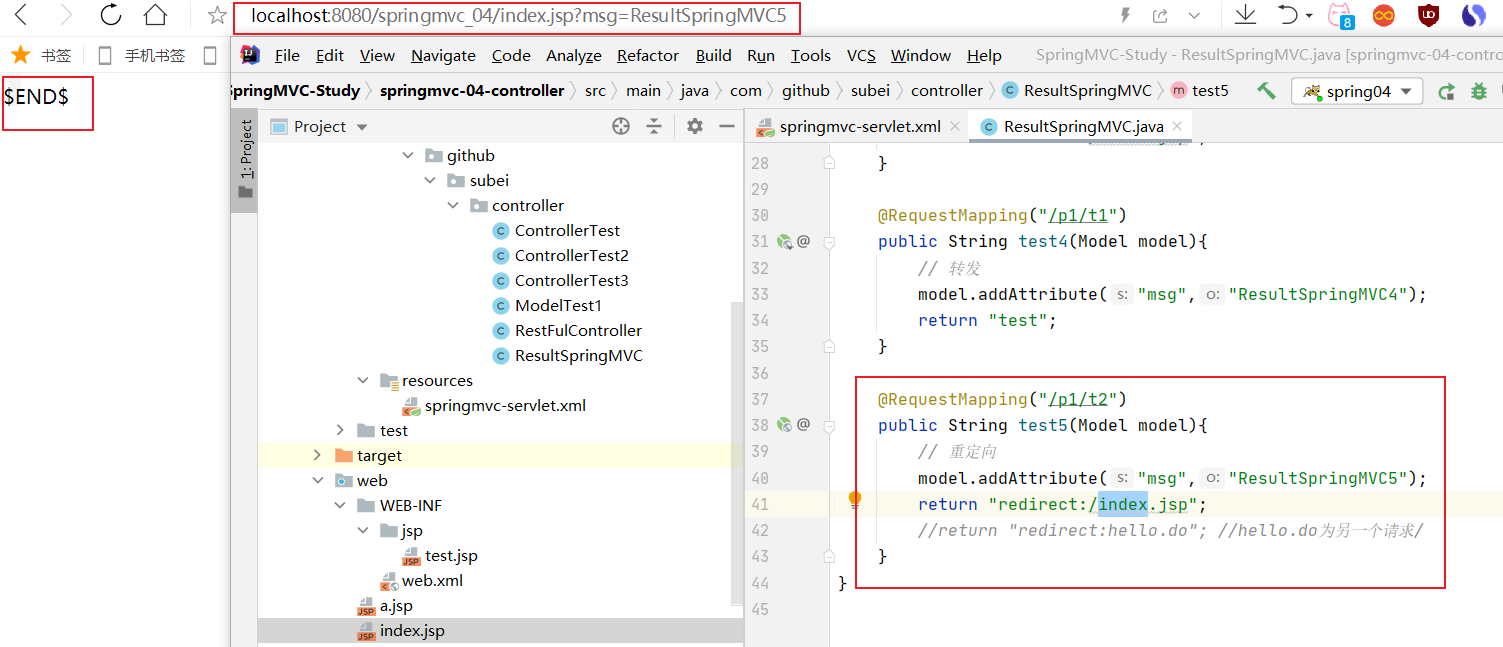 localhost:8080/springmvc_04/index.jsp?msg=ResultSpringMVC5
8
书签 手机书签
$END$
File Edit View Navigate Code Analyze Refactor Build Run Tools VCS Window Help SpringMVC-Study - ResultSpringMVC.java [springmvc-04-contro
SpringMVC-Study springmvc-04-controller src main java com github subei controller ResultSpringMVC test5 spring04
1: Project
Project
github
subei
controller
ControllerTest
ControllerTest2
ControllerTest3
ModelTest1
RestFulController
ResultSpringMVC
resources
springmvc-servlet.xml
test
target
web
WEB-INF
jsp
test.jsp
web.xml
a.jsp
index.jsp
springmvc-servlet.xml ResultSpringMVC.java
28 }
29
30 @RequestMapping("/p1/t1")
31 public String test4(Model model){
32 // 转发
33 model.addAttribute( s: "msg", o: "ResultSpringMVC4");
34 return "test";
35 }
36
37 @RequestMapping("/p1/t2")
38 public String test5(Model model){
39 // 重定向
40 model.addAttribute( s: "msg", o: "ResultSpringMVC5");
41 return "redirect:/index.jsp";
42 //return "redirect:hello.do"; //hello.do为另一个请求/
43 }
44 }
45